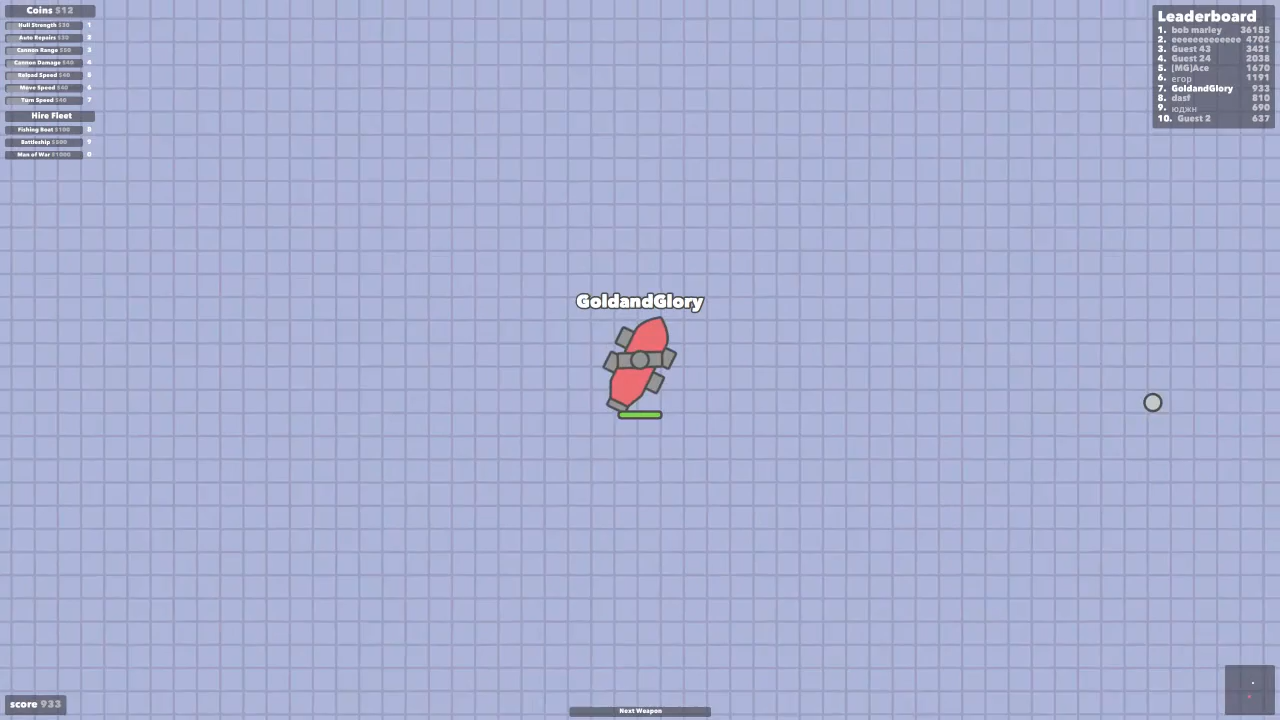 Coins $12
Hull Strength $30 1
Auto Repairs $30 2
Cannon Range $20 3
Cannon Damage $40 4
Reload Speed $40 5
Move Speed $40 6
Turn Speed $40 7
Hire Fleet
Fishing Boat $100 8
Battleship $500 9
Man of War $1000 0
Leaderboard
1. bob marley 36155
2. eeeeeeeeeeeee 4702
3. Guest 43 3421
4. Guest 24 2038
5. [MG]Ace 1670
6. егор 1191
7. GoldandGlory 933
8. dasf 810
9. юджн 690
10. Guest 2 637
GoldandGlory
score 933
Next Weapon